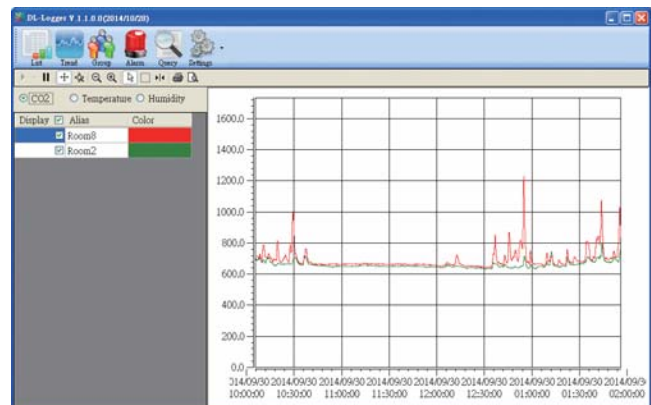 DL-Logger V.1.1.0.0(2014/10/28)
List Trend Group Alarm Query Settings
CO2 Temperature Humidity
Display Alias Color
Room8
Room2
1600.0
1400.0
1200.0
1000.0
800.0
600.0
400.0
200.0
0.0
014/09/30 2014/09/30 2014/09/30 2014/09/30 2014/09/30 2014/09/30 2014/09/30 2014/09/30 2014/09/3
10:00:00 10:30:00 11:00:00 11:30:00 12:00:00 12:30:00 01:00:00 01:30:00 02:00:00